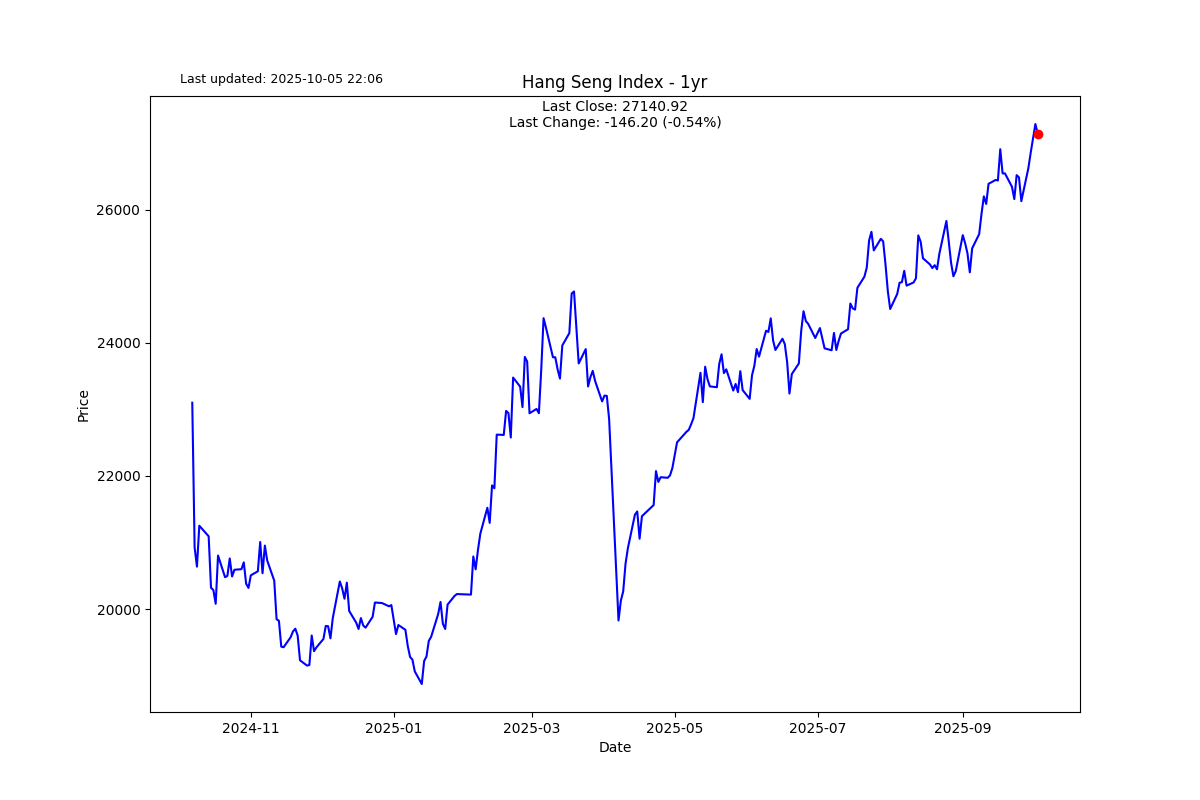 Last updated: 2025-10-05 22:06
Hang Seng Index - 1yr
Last Close: 27140.92
Last Change: -146.20 (-0.54%)
Price
26000
24000
22000
20000
2024-11
2025-01
2025-03
2025-05
2025-07
2025-09
Date